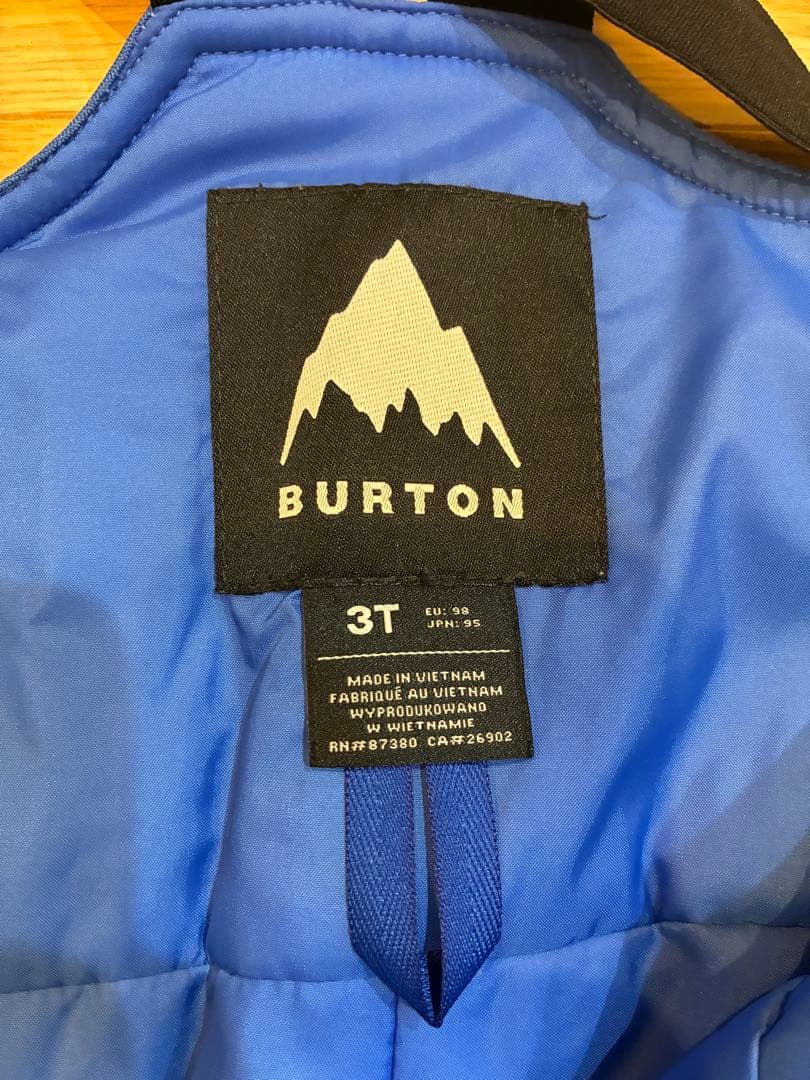 BURTON
3T
EU: 98
JPN: 95
MADE IN VIETNAM
FABRIQUÉ AU VIETNAM
WYPRODUKOWANO
W WIETNAMIE
RN#87380 CA#26902